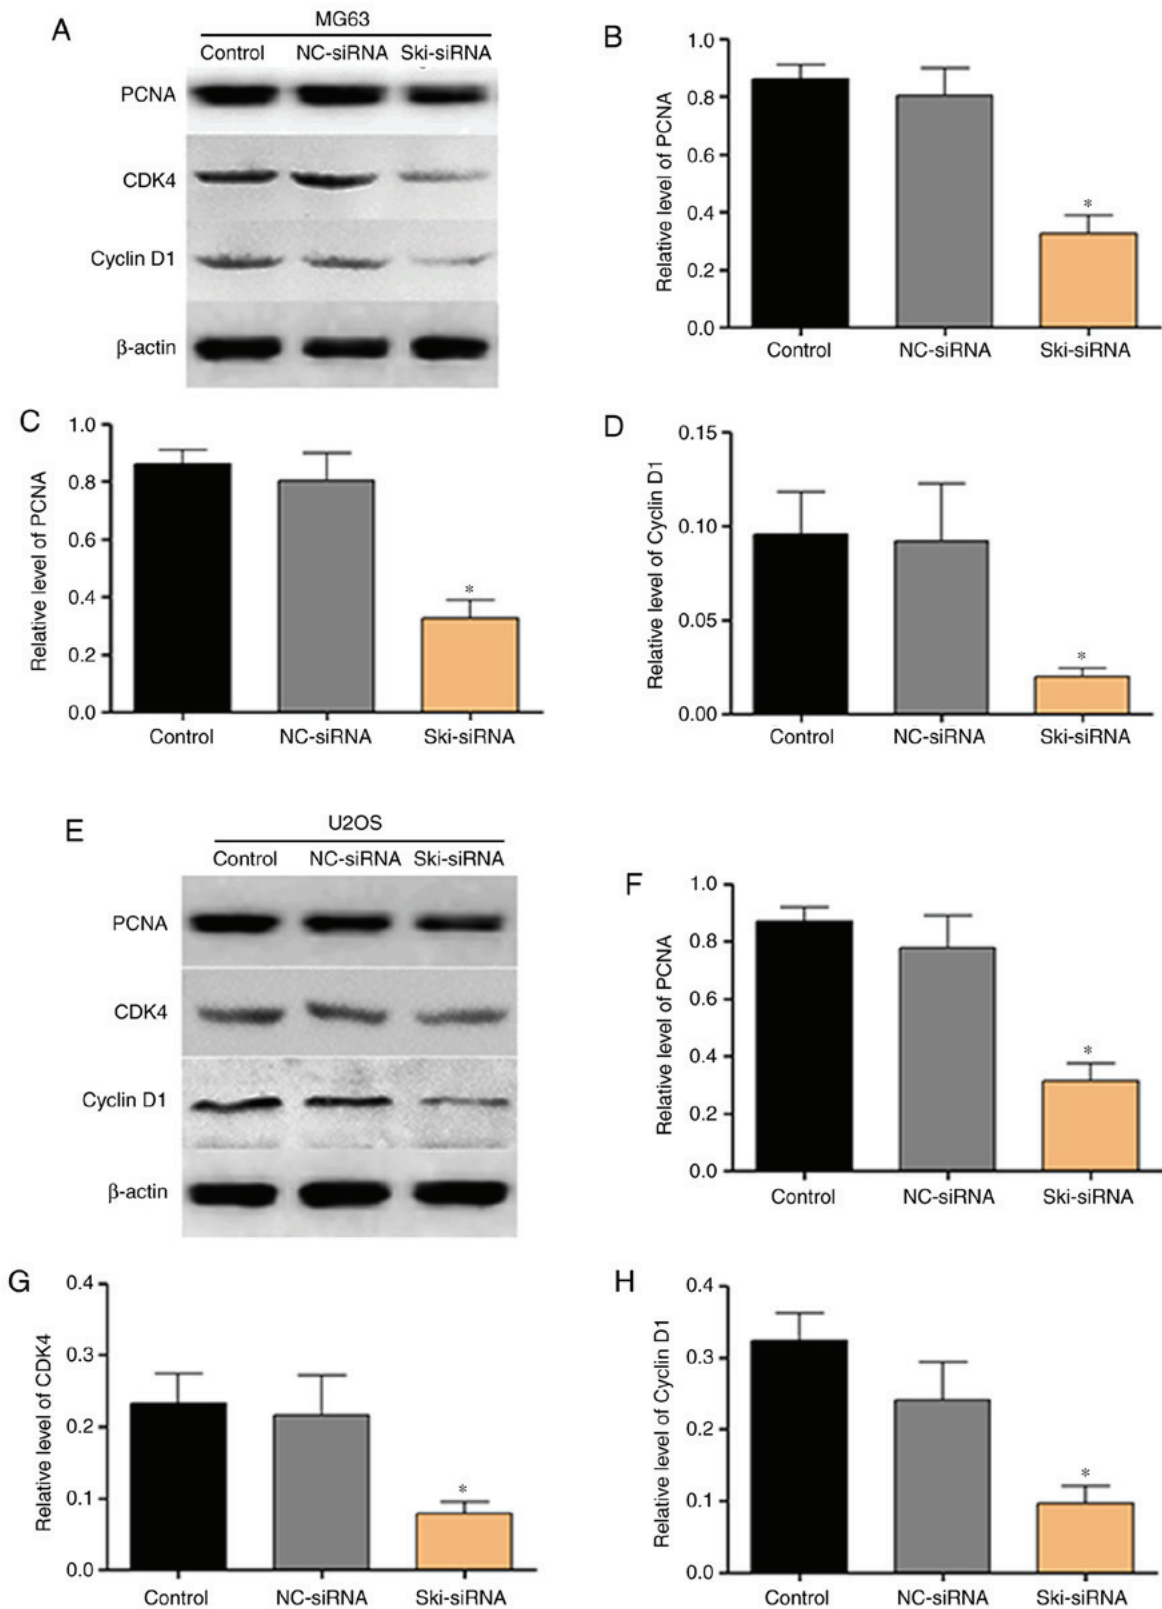 A
MG63
Control NC-siRNA Ski-siRNA
PCNA
CDK4
Cyclin D1
β-actin
B
Relative level of PCNA
1.0
0.8
0.6
0.4
0.2
0.0
*
Control NC-siRNA Ski-siRNA
C
Relative level of PCNA
1.0
0.8
0.6
0.4
0.2
0.0
*
Control NC-siRNA Ski-siRNA
D
Relative level of Cyclin D1
0.15
0.10
0.05
0.00
*
Control NC-siRNA Ski-siRNA
E
U2OS
Control NC-siRNA Ski-siRNA
PCNA
CDK4
Cyclin D1
β-actin
F
Relative level of PCNA
1.0
0.8
0.6
0.4
0.2
0.0
*
Control NC-siRNA Ski-siRNA
G
Relative level of CDK4
0.4
0.3
0.2
0.1
0.0
*
Control NC-siRNA Ski-siRNA
H
Relative level of Cyclin D1
0.4
0.3
0.2
0.1
0.0
*
Control NC-siRNA Ski-siRNA